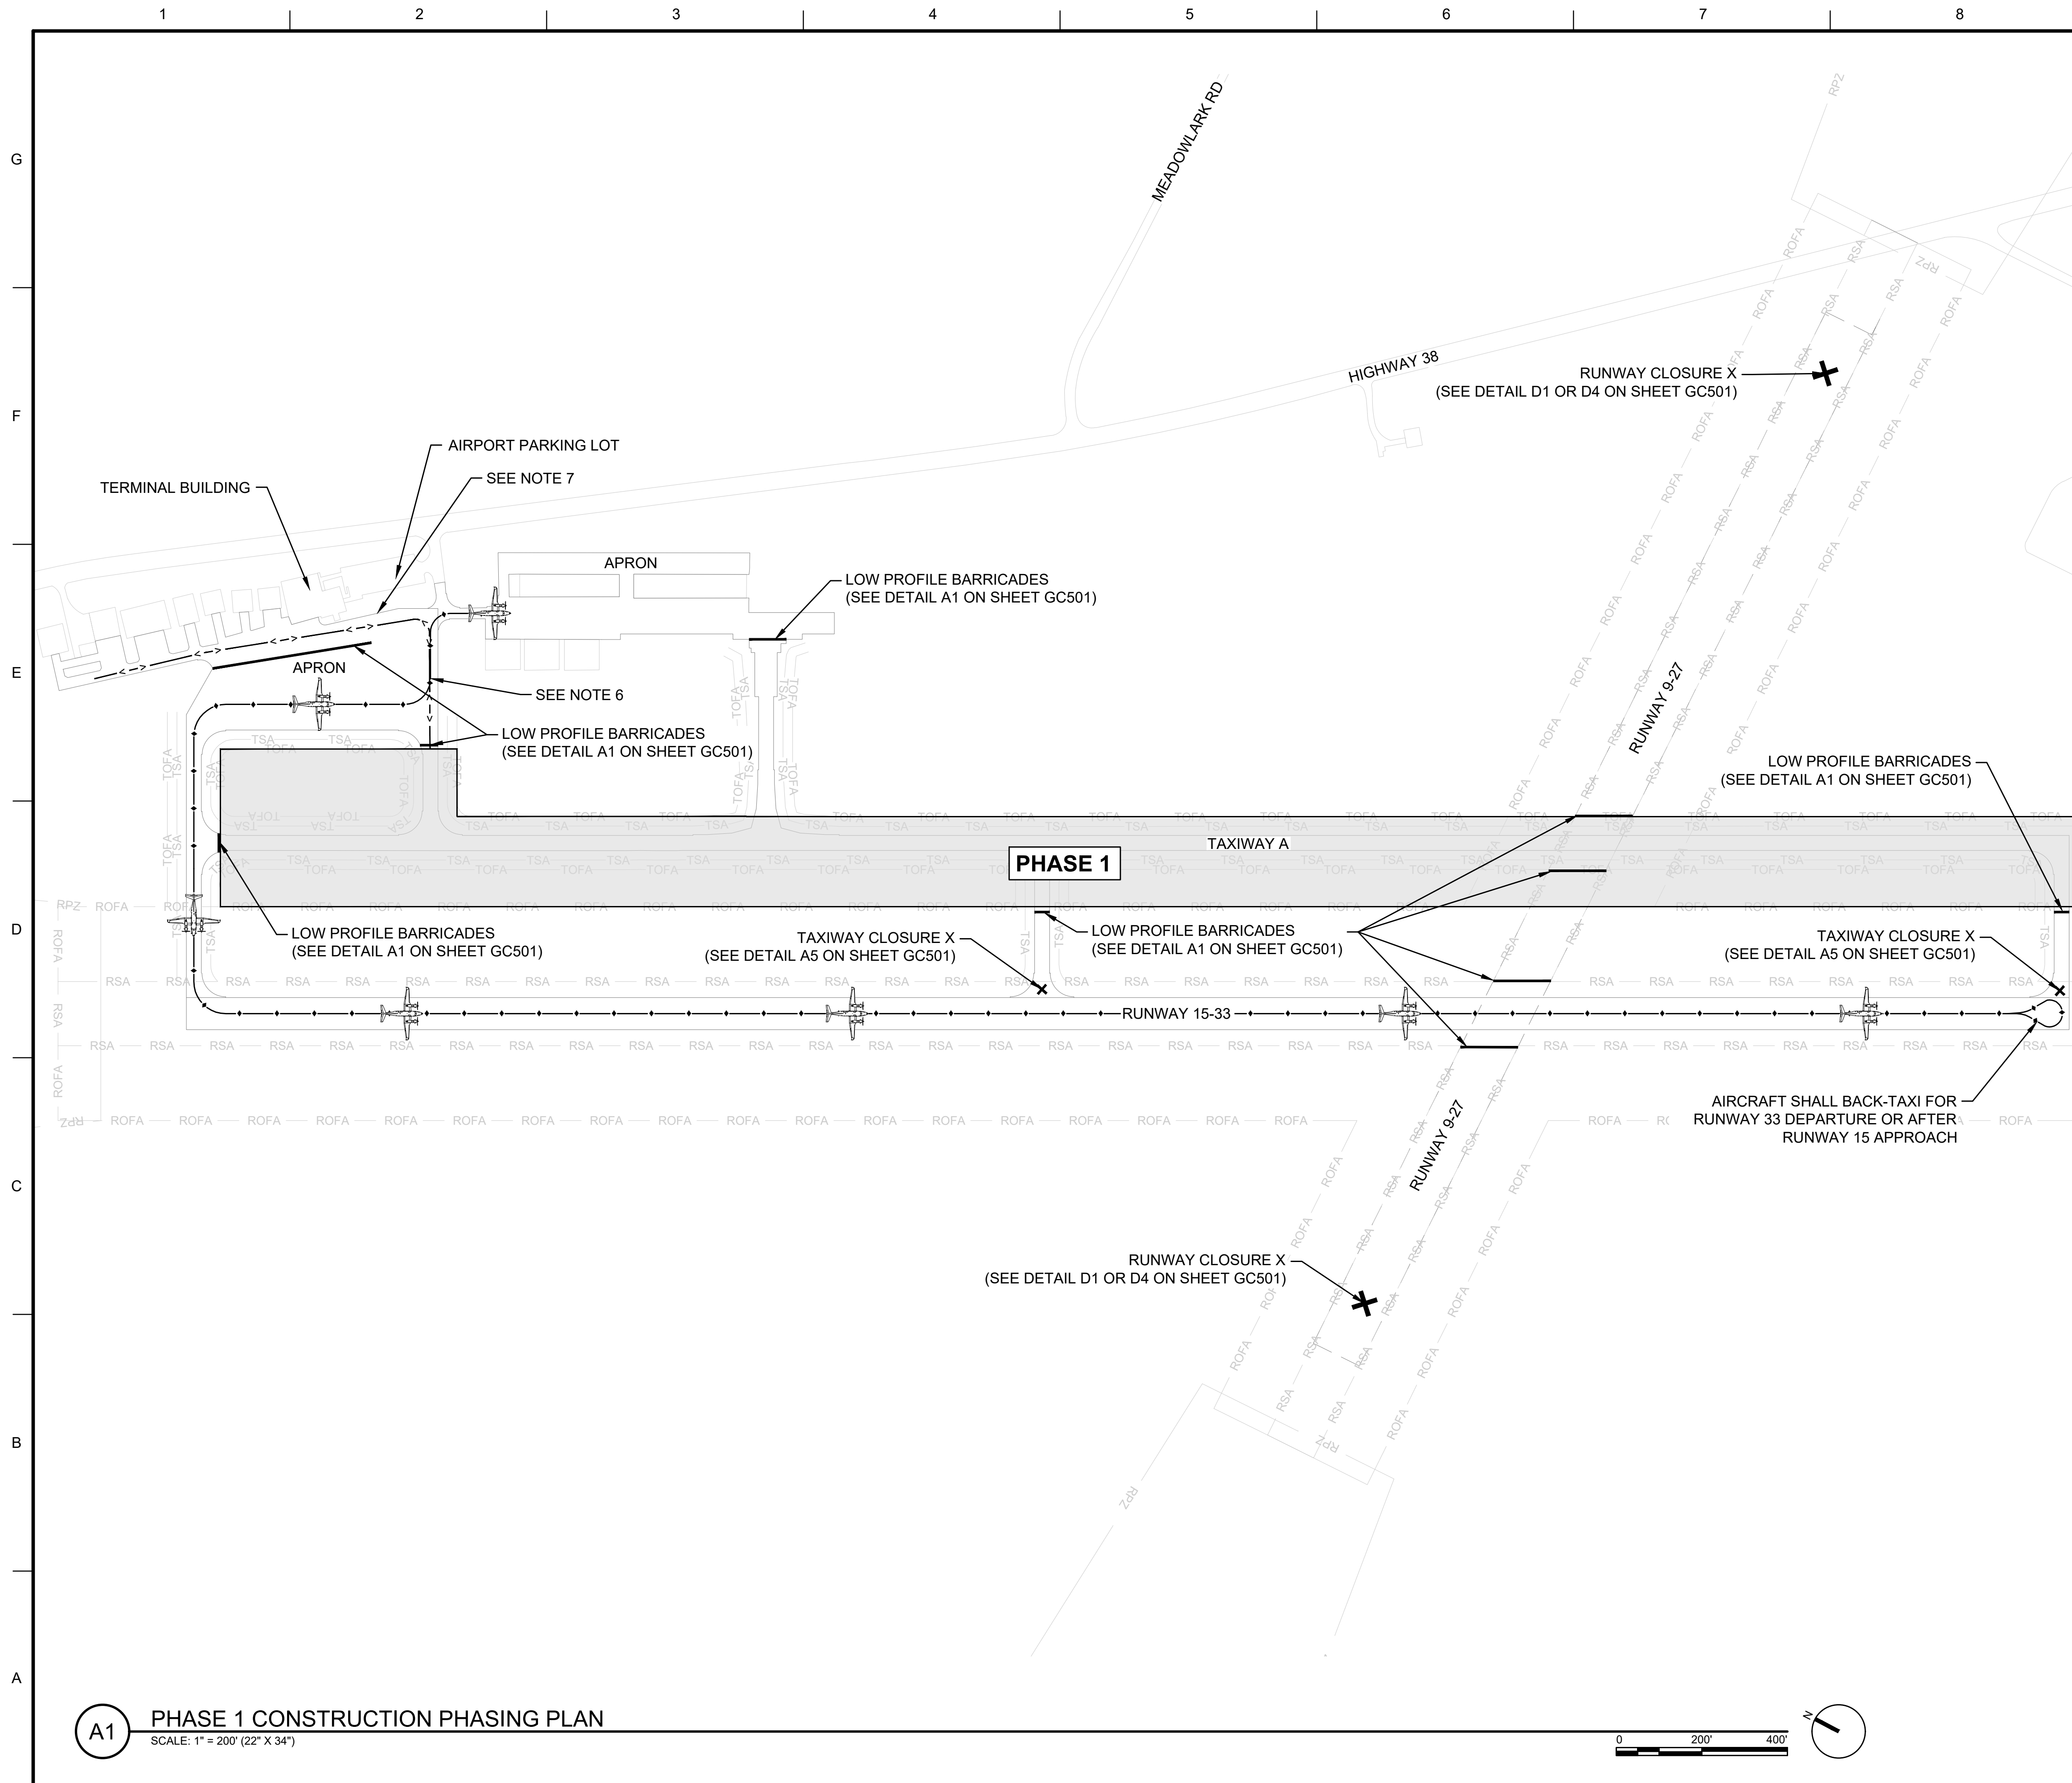 1 2 3 4 5 6 7 8
G
F
E
D
C
B
A
MEADOWLARK RD
HIGHWAY 38
RUNWAY CLOSURE X
(SEE DETAIL D1 OR D4 ON SHEET GC501)
AIRPORT PARKING LOT
SEE NOTE 7
TERMINAL BUILDING
APRON
LOW PROFILE BARRICADES
(SEE DETAIL A1 ON SHEET GC501)
APRON
SEE NOTE 6
LOW PROFILE BARRICADES
(SEE DETAIL A1 ON SHEET GC501)
RUNWAY 9-27
LOW PROFILE BARRICADES
(SEE DETAIL A1 ON SHEET GC501)
TAXIWAY A
PHASE 1
LOW PROFILE BARRICADES
(SEE DETAIL A1 ON SHEET GC501)
TAXIWAY CLOSURE X
(SEE DETAIL A5 ON SHEET GC501)
LOW PROFILE BARRICADES
(SEE DETAIL A1 ON SHEET GC501)
TAXIWAY CLOSURE X
(SEE DETAIL A5 ON SHEET GC501)
RUNWAY 15-33
AIRCRAFT SHALL BACK-TAXI FOR
RUNWAY 33 DEPARTURE OR AFTER
RUNWAY 15 APPROACH
RUNWAY 9-27
RUNWAY CLOSURE X
(SEE DETAIL D1 OR D4 ON SHEET GC501)
RPZ
ROFA
RSA
TSA
TOFA
A1
PHASE 1 CONSTRUCTION PHASING PLAN
SCALE: 1" = 200' (22" X 34")
0 200' 400'
N